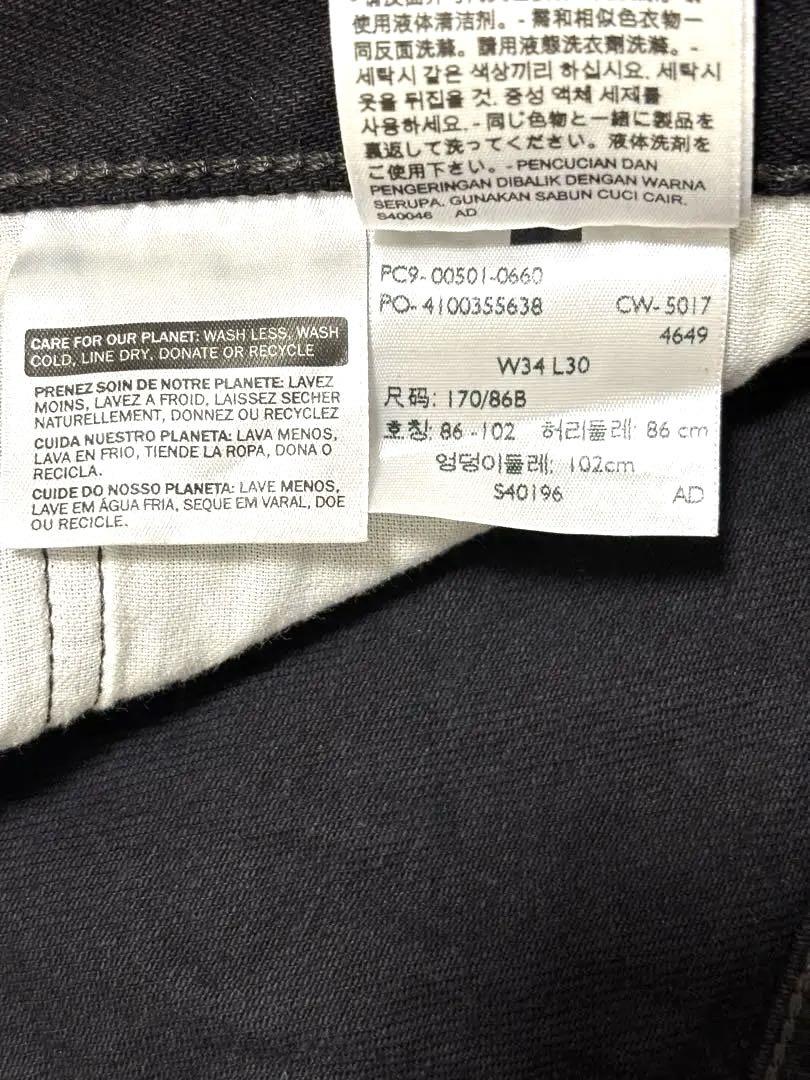 使用液体清洁剂。- 需和相似色衣物一
同反面洗滌。請用液態洗衣劑洗滌。-
세탁시 같은 색상끼리 하십시요. 세탁시
옷을 뒤집을 것. 중성 액체 세제를
사용하세요. - 同じ色物と一緒に製品を
裏返して洗ってください。液体洗剤を
ご使用下さい。- PENCUCIAN DAN
PENGERINGAN DIBALIK DENGAN WARNA
SERUPA. GUNAKAN SABUN CUCI CAIR.
S40046 AD
CARE FOR OUR PLANET: WASH LESS, WASH
COLD, LINE DRY, DONATE OR RECYCLE
PRENEZ SOIN DE NOTRE PLANETE: LAVEZ
MOINS, LAVEZ A FROID, LAISSEZ SECHER
NATURELLEMENT, DONNEZ OU RECYCLEZ
CUIDA NUESTRO PLANETA: LAVA MENOS,
LAVA EN FRIO, TIENDE LA ROPA, DONA O
RECICLA.
CUIDE DO NOSSO PLANETA: LAVE MENOS,
LAVE EM ÁGUA FRIA, SEQUE EM VARAL, DOE
OU RECICLE.
PC9-00501-0660
PO-4100355638 CW-5017
4649
W34 L30
尺码: 170/86B
호칭: 86-102 허리둘레: 86 cm
엉덩이둘레: 102cm
S40196 AD